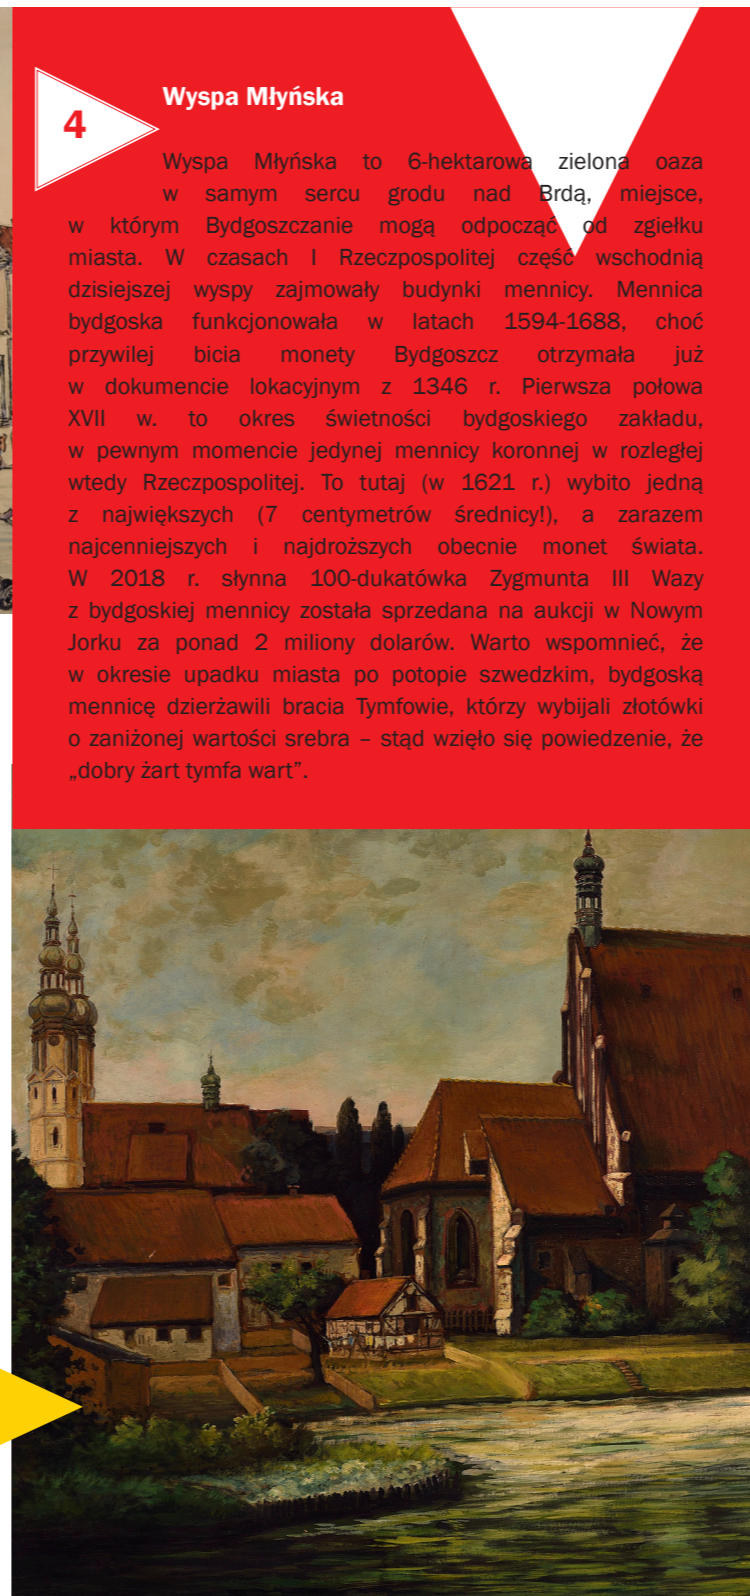 4
Wyspa Młyńska
Wyspa Młyńska to 6-hektarowa zielona oaza
w samym sercu grodu nad Brdą, miejsce,
w którym Bydgoszczanie mogą odpocząć od zgiełku
miasta. W czasach I Rzeczpospolitej część wschodnią
dzisiejszej wyspy zajmowały budynki mennicy. Mennica
bydgoska funkcjonowała w latach 1594-1688, choć
przywilej bicia monety Bydgoszcz otrzymała już
w dokumencie lokacyjnym z 1346 r. Pierwsza połowa
XVII w. to okres świetności bydgoskiego zakładu,
w pewnym momencie jedynej mennicy koronnej w rozległej
wtedy Rzeczpospolitej. To tutaj (w 1621 r.) wybito jedną
z największych (7 centymetrów średnicy!), a zarazem
najcenniejszych i najdroższych obecnie monet świata.
W 2018 r. słynna 100-dukatówka Zygmunta III Wazy
z bydgoskiej mennicy została sprzedana na aukcji w Nowym
Jorku za ponad 2 miliony dolarów. Warto wspomnieć, że
w okresie upadku miasta po potopie szwedzkim, bydgoską
mennicę dzierżawili bracia Tymfowie, którzy wybijali złotówki
o zaniżonej wartości srebra – stąd wzięło się powiedzenie, że
„dobry żart tymfa wart”.